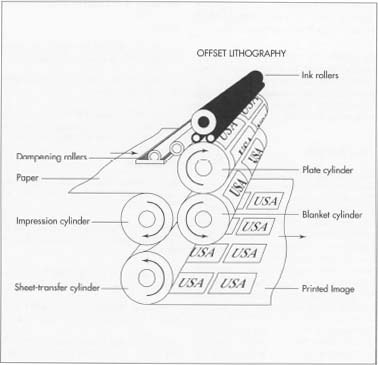 OFFSET LITHOGRAPHY
Ink rollers
USA USA
USA
Dampening rollers
Plate cylinder
Paper
USA
USA
Impression cylinder
Blanket cylinder
USA
USA USA
Sheet-transfer cylinder
USA USA
Printed Image